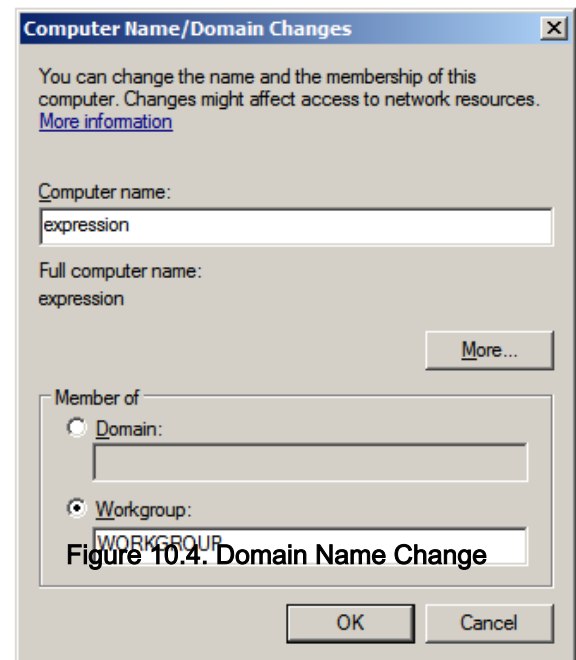 Computer Name/Domain Changes
You can change the name and the membership of this
computer. Changes might affect access to network resources.
More information
Computer name:
expression
Full computer name:
expression
More...
Member of
Domain:
Workgroup:
WORKGROUP
Figure 10.4. Domain Name Change
OK
Cancel